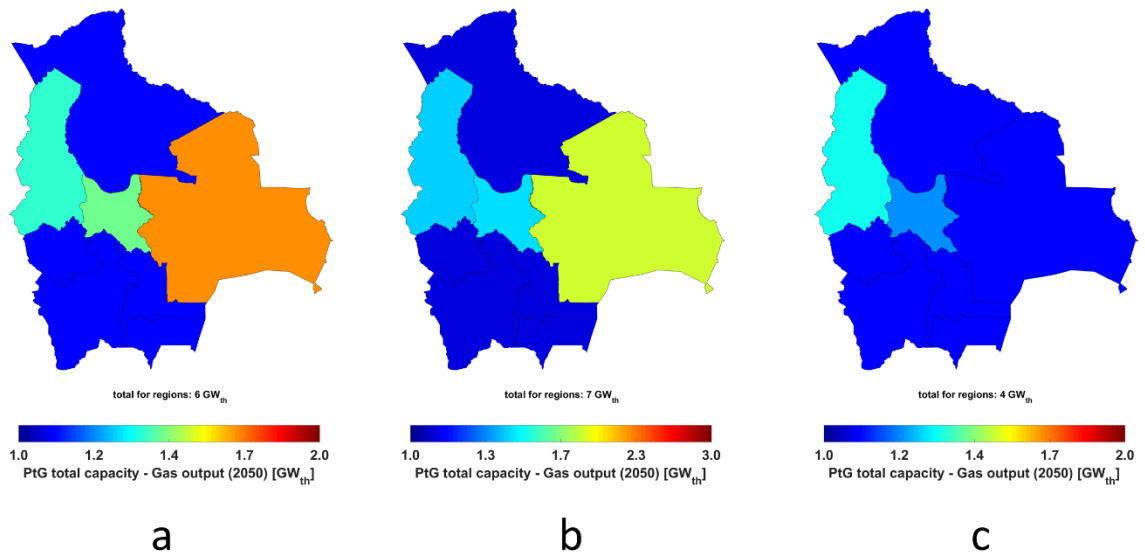 total for regions: 6 GWth
1.0 1.2 1.4 1.7 2.0
PtG total capacity - Gas output (2050) [GWth]
a
total for regions: 7 GWth
1.0 1.3 1.7 2.3 3.0
PtG total capacity - Gas output (2050) [GWth]
b
total for regions: 4 GWth
1.0 1.2 1.4 1.7 2.0
PtG total capacity - Gas output (2050) [GWth]
c